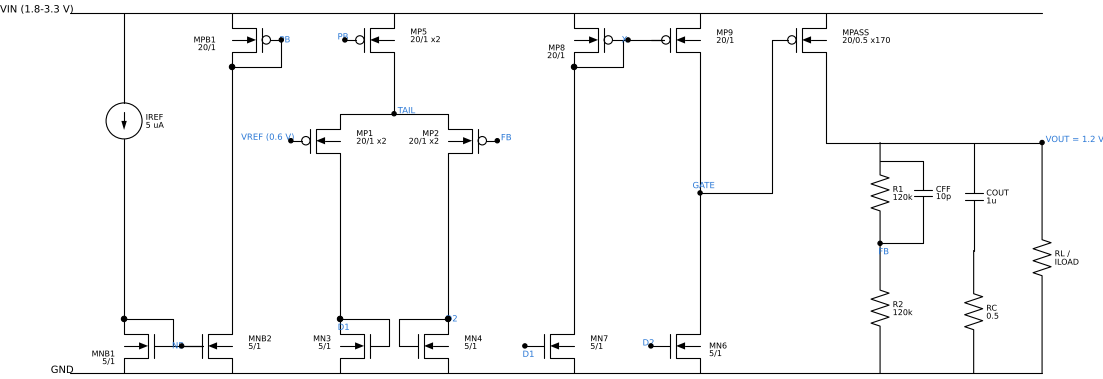 VIN (1.8-3.3 V)
MPB1
20/1
PB
PB
MP5
20/1 x2
MP8
20/1
MP9
20/1
MPASS
20/0.5 x170
IREF
5 uA
TAIL
VREF (0.6 V)
MP1
20/1 x2
MP2
20/1 x2
FB
VOUT = 1.2 V
GATE
R1
120k
CFF
10p
COUT
1u
FB
RL /
ILOAD
R2
120k
RC
0.5
MNB1
5/1
MNB2
5/1
D1
MN3
5/1
MN4
5/1
D1
MN7
5/1
D2
MN6
5/1
GND